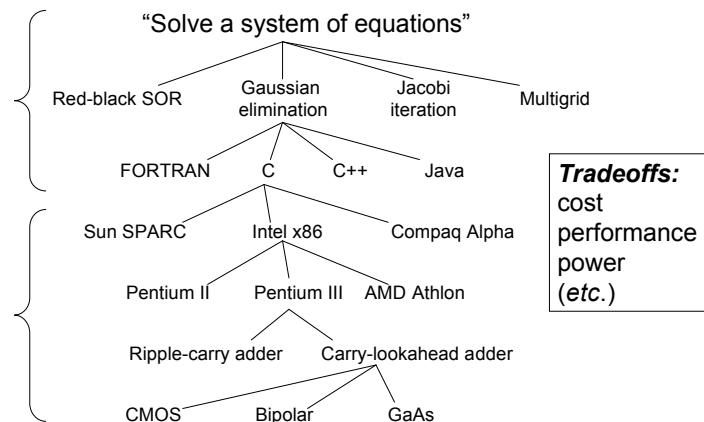 “Solve a system of equations”
Red-black SOR
Gaussian
elimination
Jacobi
iteration
Multigrid
FORTRAN
C
C++
Java
Tradeoffs:
cost
performance
power
(etc.)
Sun SPARC
Intel x86
Compaq Alpha
Pentium II
Pentium III
AMD Athlon
Ripple-carry adder
Carry-lookahead adder
CMOS
Bipolar
GaAs